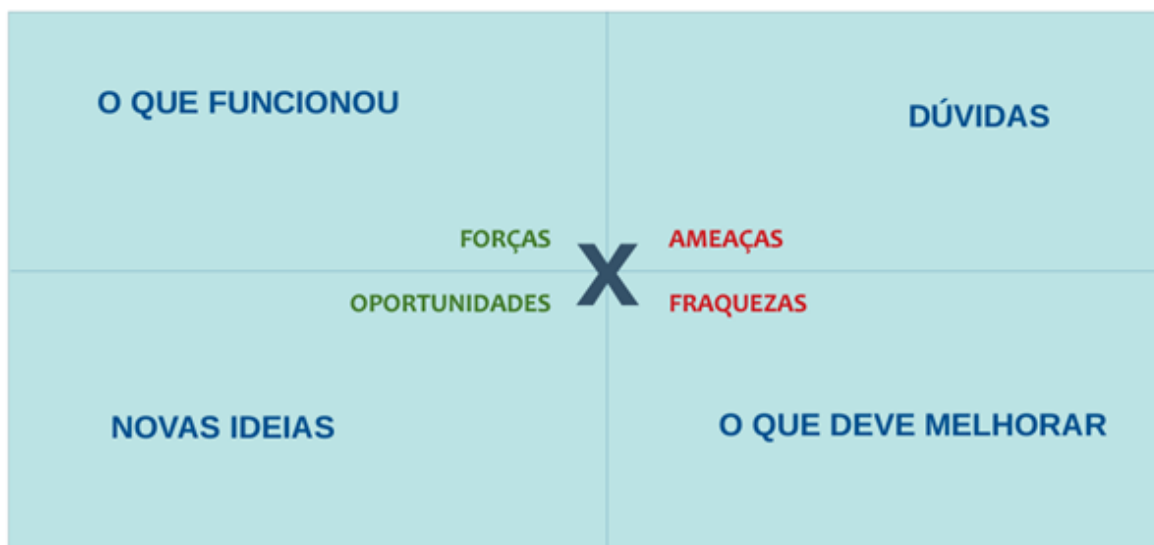 O QUE FUNCIONOU
DÚVIDAS
FORÇAS
X
AMEAÇAS
OPORTUNIDADES
FRAQUEZAS
NOVAS IDEIAS
O QUE DEVE MELHORAR